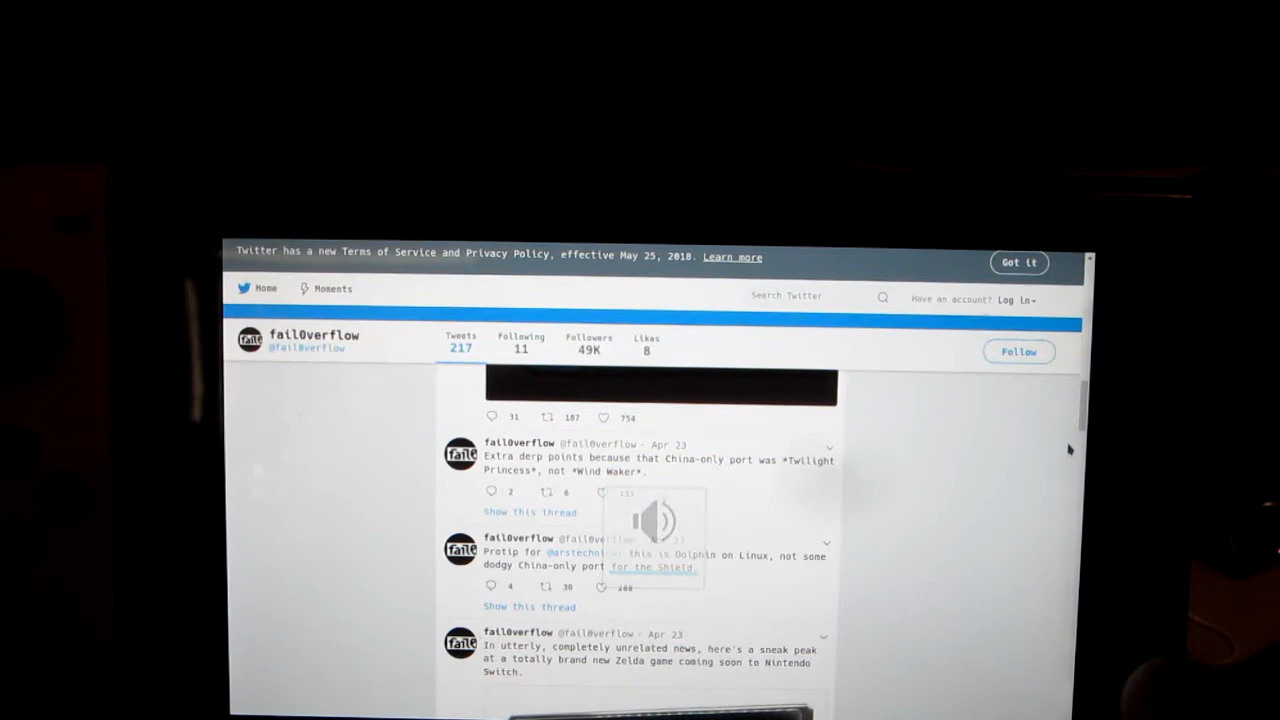 Twitter has a new Terms of Service and Privacy Policy, effective May 25, 2018. Learn more
Got it
Home Moments
Search Twitter
Have an account? Log in
fail0verflow
@fail0verflow
Tweets
217
Following
11
Followers
49K
Likes
8
Follow
31 187 754
fail0verflow @fail0verflow · Apr 23
Extra derp points because that China-only port was *Twilight
Princess*, not *Wind Waker*.
2 6 133
Show this thread
fail0verflow @fail0verflow
Protip for this is Dolphin on Linux, not some
dodgy China-only port for the Shield.
4 30
Show this thread
fail0verflow @fail0verflow · Apr 23
In utterly, completely unrelated news, here's a sneak peak
at a totally brand new Zelda game coming soon to Nintendo
Switch.